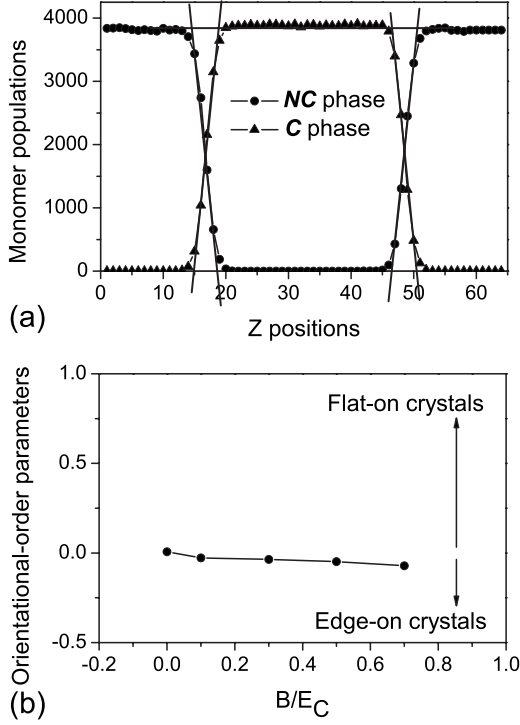 4000
3000
2000
1000
0
Monomer populations
NC phase
C phase
0 10 20 30 40 50 60
Z positions
(a)
1.0
0.5
0.0
-0.5
Orientational-order parameters
Flat-on crystals
Edge-on crystals
-0.2 0.0 0.2 0.4 0.6 0.8 1.0
B/E_C
(b)